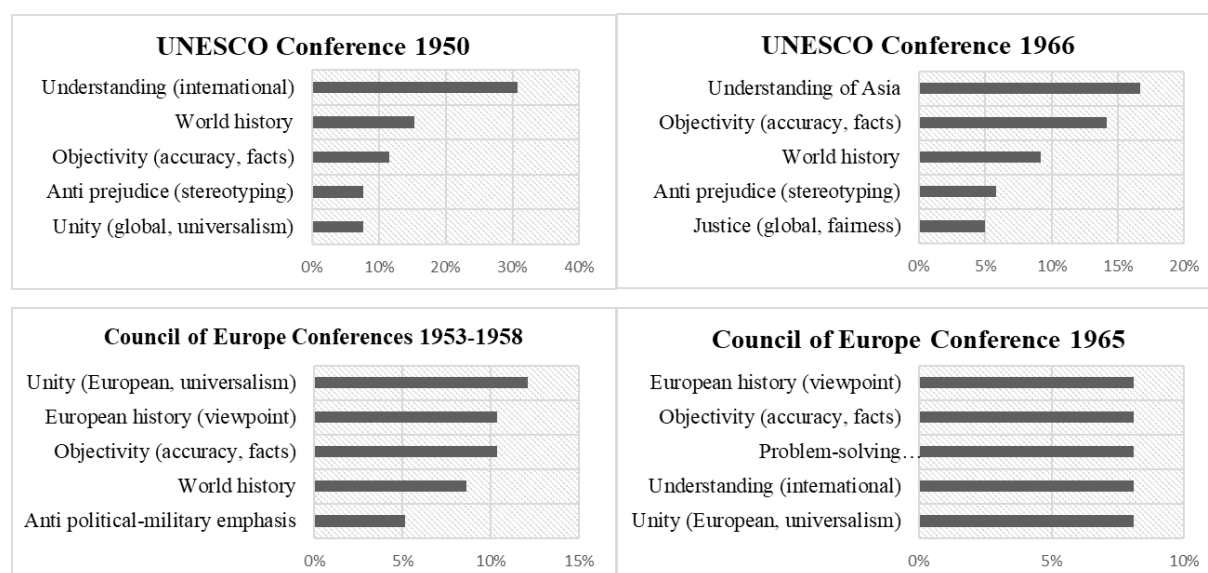 UNESCO Conference 1950
Understanding (international)
World history
Objectivity (accuracy, facts)
Anti prejudice (stereotyping)
Unity (global, universalism)
0% 10% 20% 30% 40%
UNESCO Conference 1966
Understanding of Asia
Objectivity (accuracy, facts)
World history
Anti prejudice (stereotyping)
Justice (global, fairness)
0% 5% 10% 15% 20%
Council of Europe Conferences 1953-1958
Unity (European, universalism)
European history (viewpoint)
Objectivity (accuracy, facts)
World history
Anti political-military emphasis
0% 5% 10% 15%
Council of Europe Conference 1965
European history (viewpoint)
Objectivity (accuracy, facts)
Problem-solving…
Understanding (international)
Unity (European, universalism)
0% 5% 10%